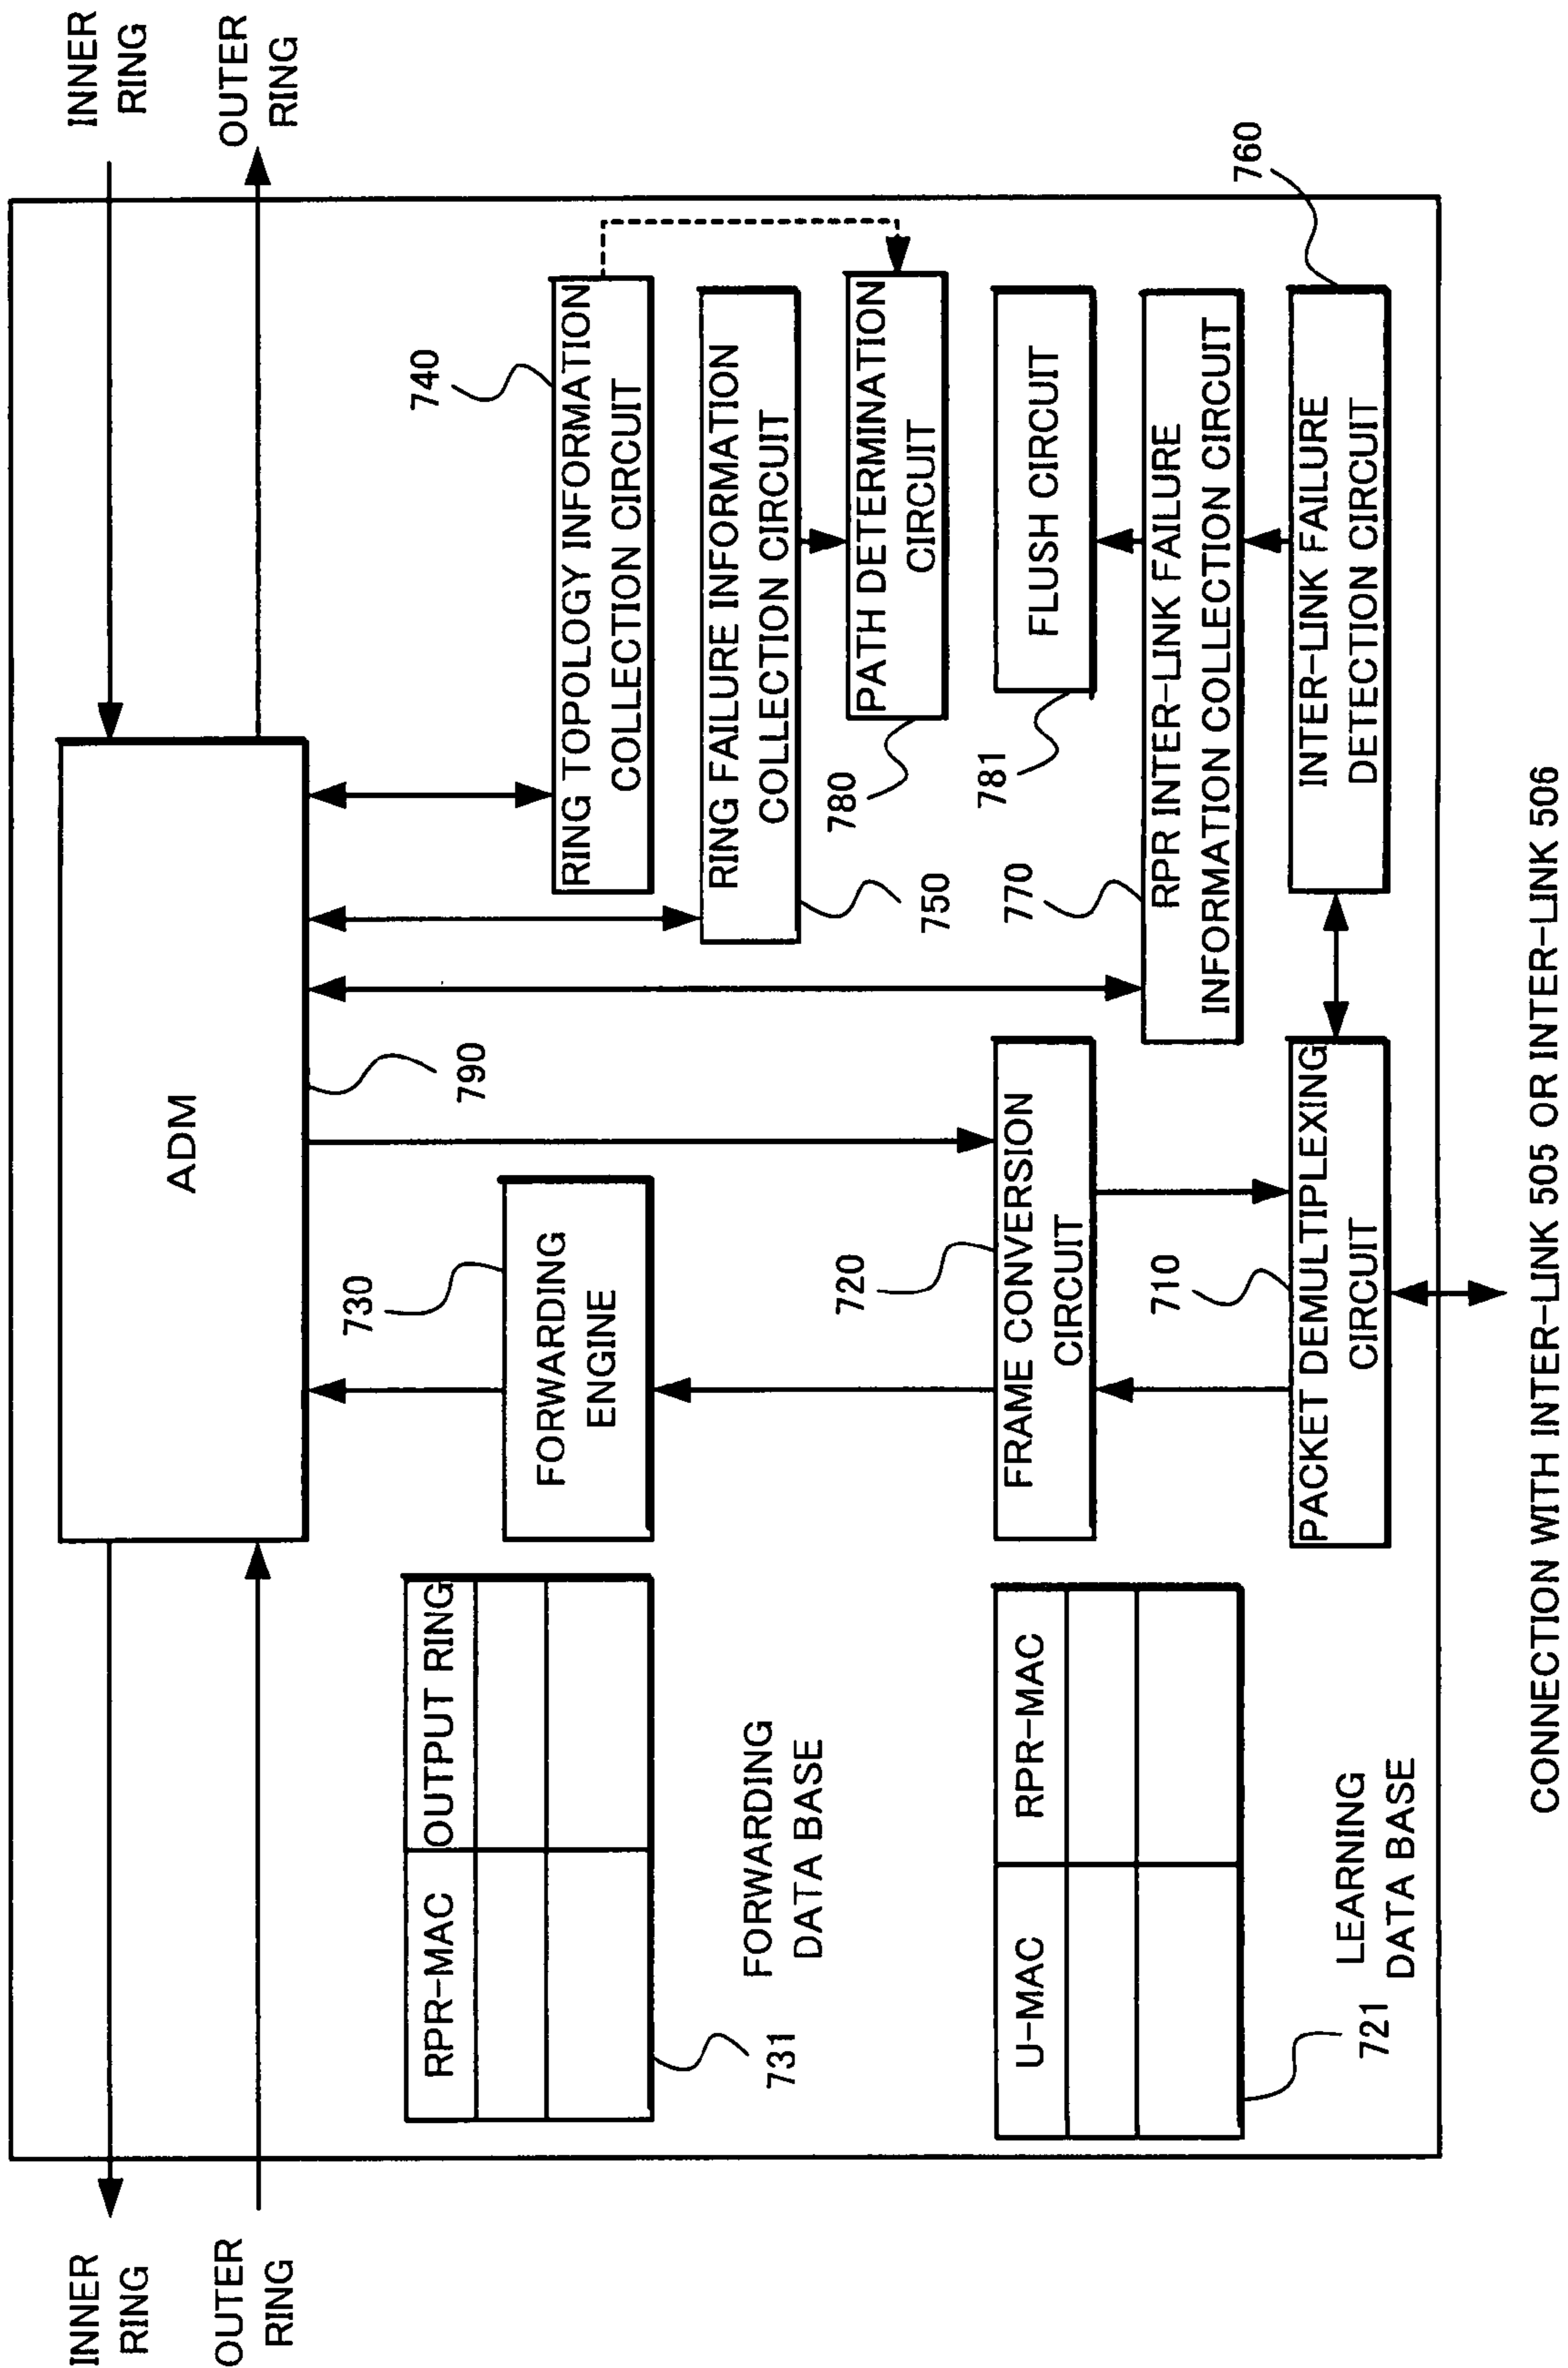 INNER
RING
OUTER
RING
INNER
RING
OUTER
RING
ADM
790
RPR-MAC
OUTPUT RING
731
FORWARDING
DATA BASE
730
FORWARDING
ENGINE
740
RING TOPOLOGY INFORMATION
COLLECTION CIRCUIT
RING FAILURE INFORMATION
COLLECTION CIRCUIT
750
PATH DETERMINATION
CIRCUIT
780
U-MAC
RPR-MAC
721
LEARNING
DATA BASE
720
FRAME CONVERSION
CIRCUIT
781
FLUSH CIRCUIT
770
RPR INTER-LINK FAILURE
INFORMATION COLLECTION CIRCUIT
710
PACKET DEMULTIPLEXING
CIRCUIT
760
INTER-LINK FAILURE
DETECTION CIRCUIT
CONNECTION WITH INTER-LINK 505 OR INTER-LINK 506